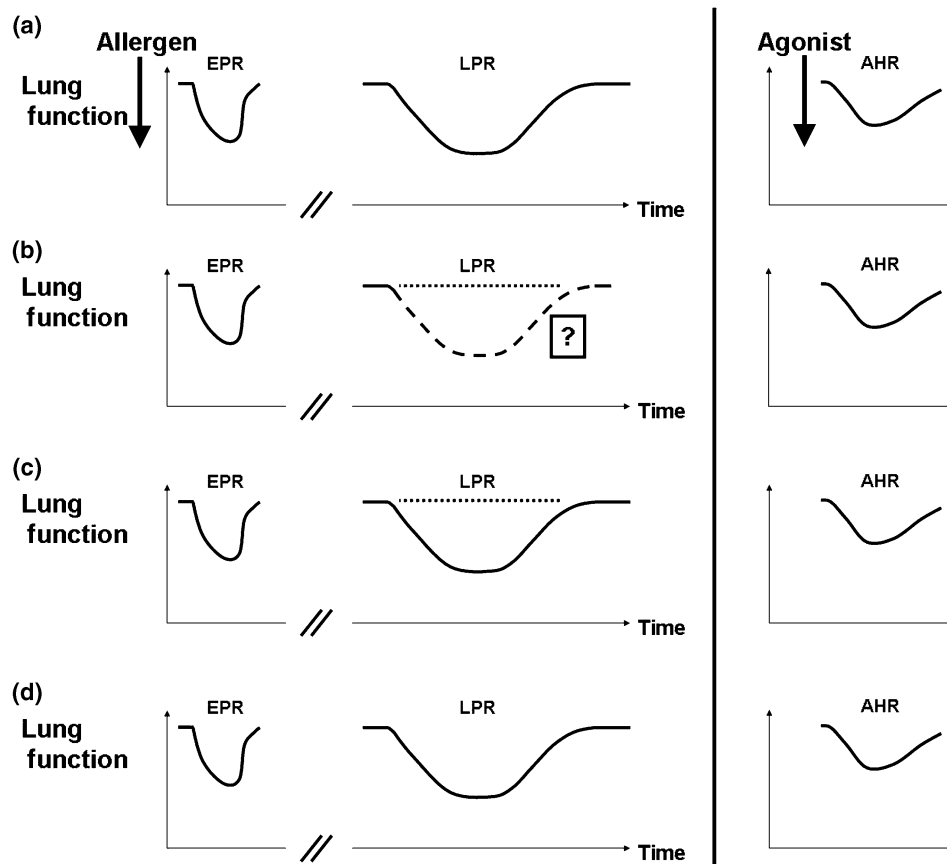 (a)
Allergen
Agonist
EPR
LPR
AHR
Lung
function
Time
(b)
EPR
LPR
AHR
Lung
function
?
Time
(c)
EPR
LPR
AHR
Lung
function
Time
(d)
EPR
LPR
AHR
Lung
function
Time